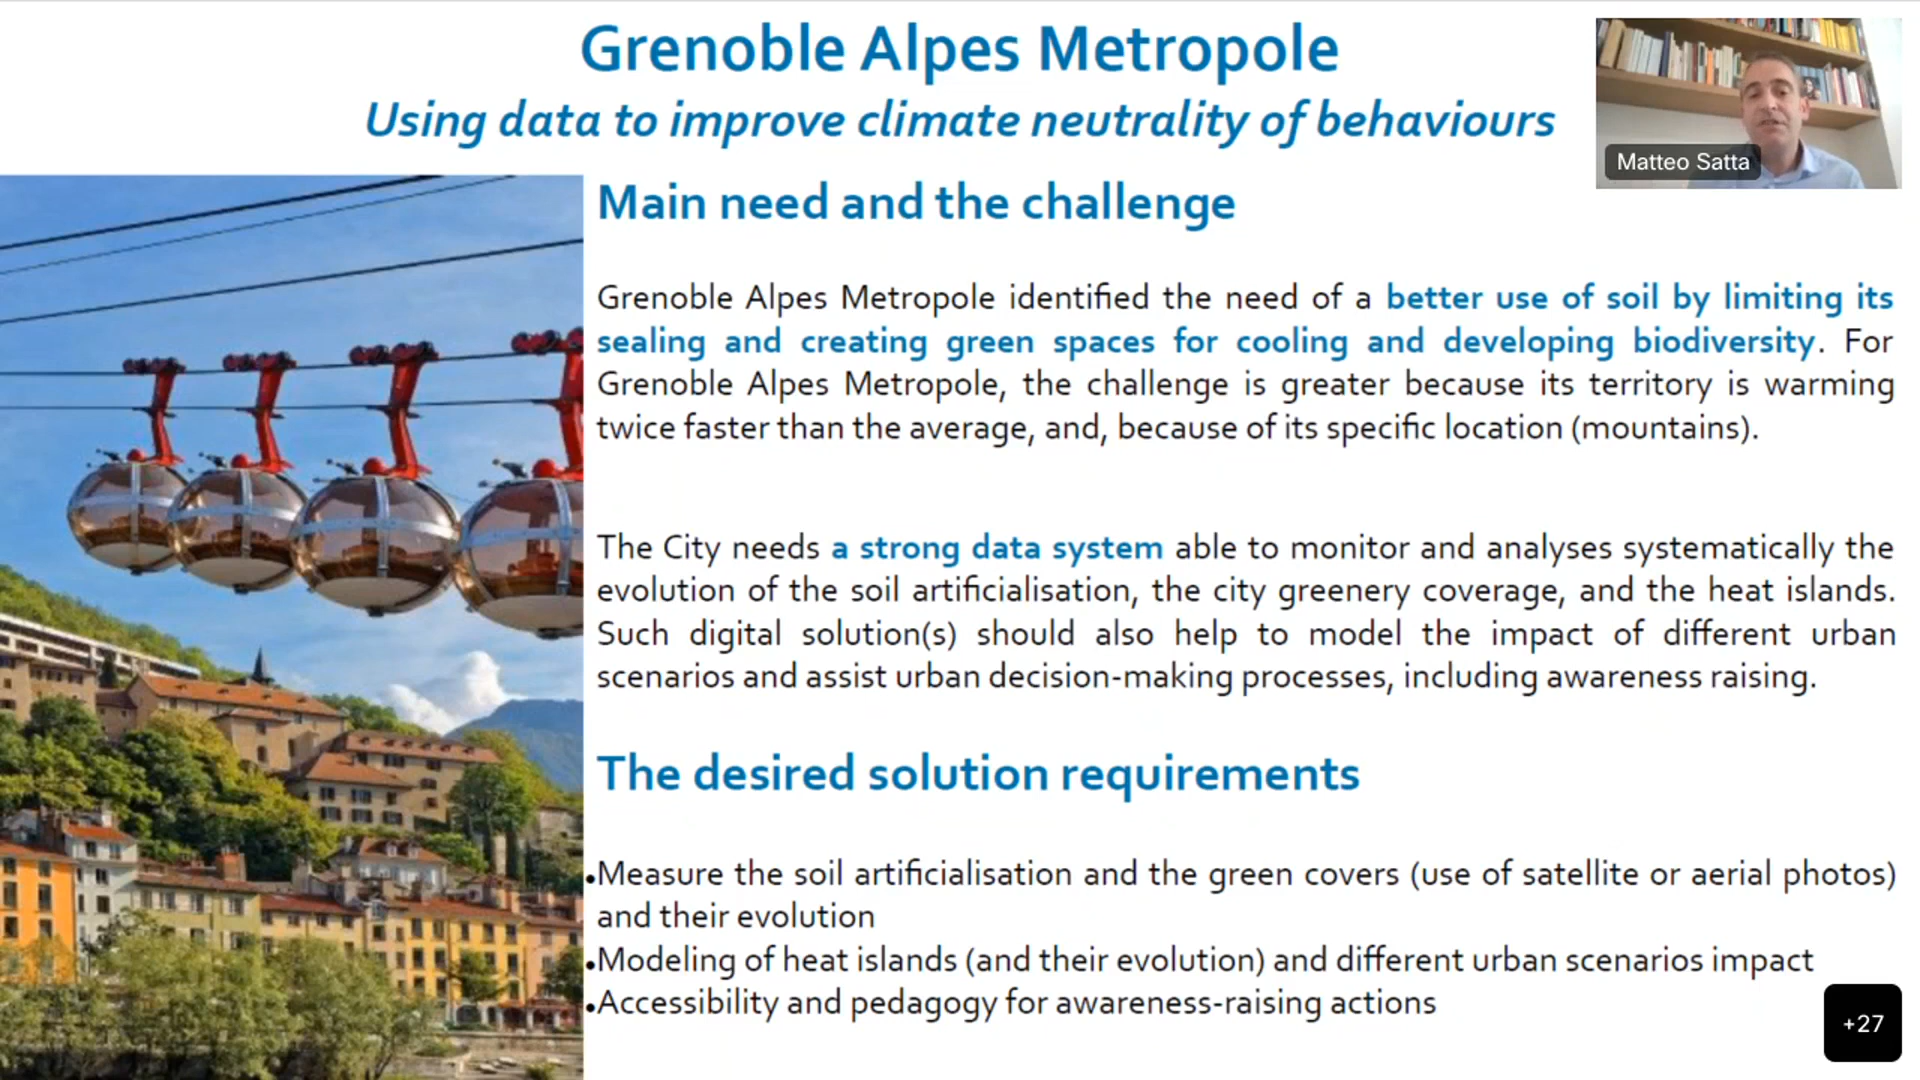 Grenoble Alpes Metropole
Using data to improve climate neutrality of behaviours
Matteo Satta
Main need and the challenge
Grenoble Alpes Metropole identified the need of a better use of soil by limiting its
sealing and creating green spaces for cooling and developing biodiversity. For
Grenoble Alpes Metropole, the challenge is greater because its territory is warming
twice faster than the average, and, because of its specific location (mountains).
The City needs a strong data system able to monitor and analyses systematically the
evolution of the soil artificialisation, the city greenery coverage, and the heat islands.
Such digital solution(s) should also help to model the impact of different urban
scenarios and assist urban decision-making processes, including awareness raising.
The desired solution requirements
•Measure the soil artificialisation and the green covers (use of satellite or aerial photos)
and their evolution
•Modeling of heat islands (and their evolution) and different urban scenarios impact
•Accessibility and pedagogy for awareness-raising actions
+27